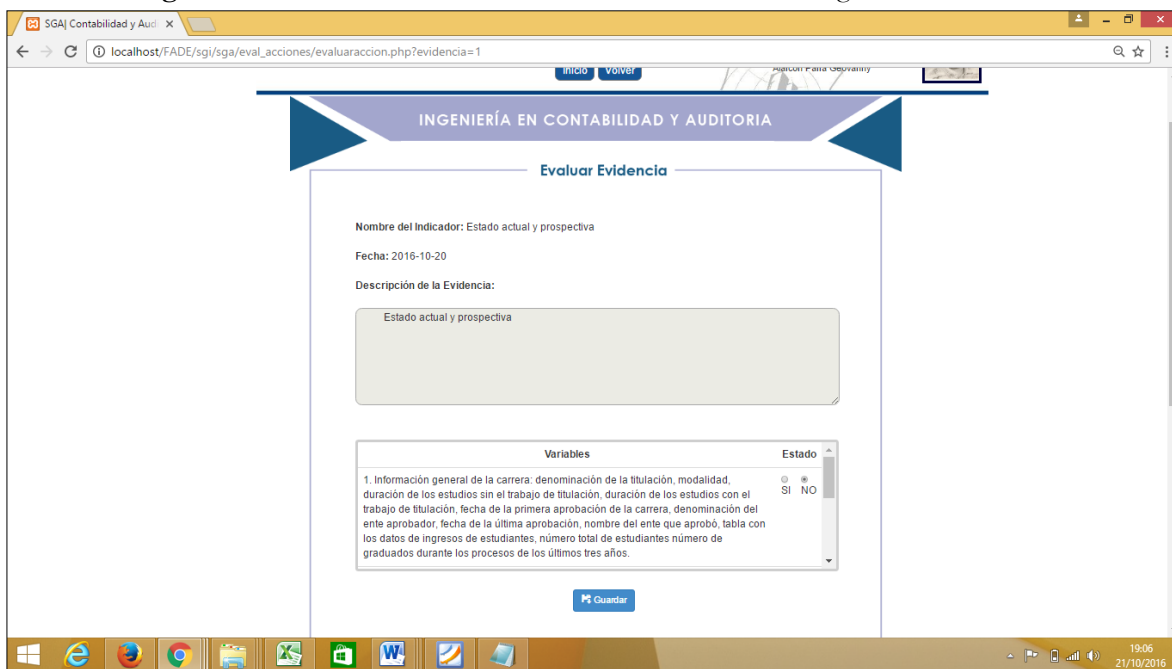 SGA| Contabilidad y Aud
localhost/FADE/sgi/sga/eval_acciones/evaluaraccion.php?evidencia=1
Inicio Volver
Alarcon Parra Geovanny
INGENIERÍA EN CONTABILIDAD Y AUDITORIA
Evaluar Evidencia
Nombre del Indicador: Estado actual y prospectiva
Fecha: 2016-10-20
Descripción de la Evidencia:
Estado actual y prospectiva
Variables Estado
1. Información general de la carrera: denominación de la titulación, modalidad,
duración de los estudios sin el trabajo de titulación, duración de los estudios con el
trabajo de titulación, fecha de la primera aprobación de la carrera, denominación del
ente aprobador, fecha de la última aprobación, nombre del ente que aprobó, tabla con
los datos de ingresos de estudiantes, número total de estudiantes número de
graduados durante los procesos de los últimos tres años.
SI NO
Guardar
19:06
21/10/2016